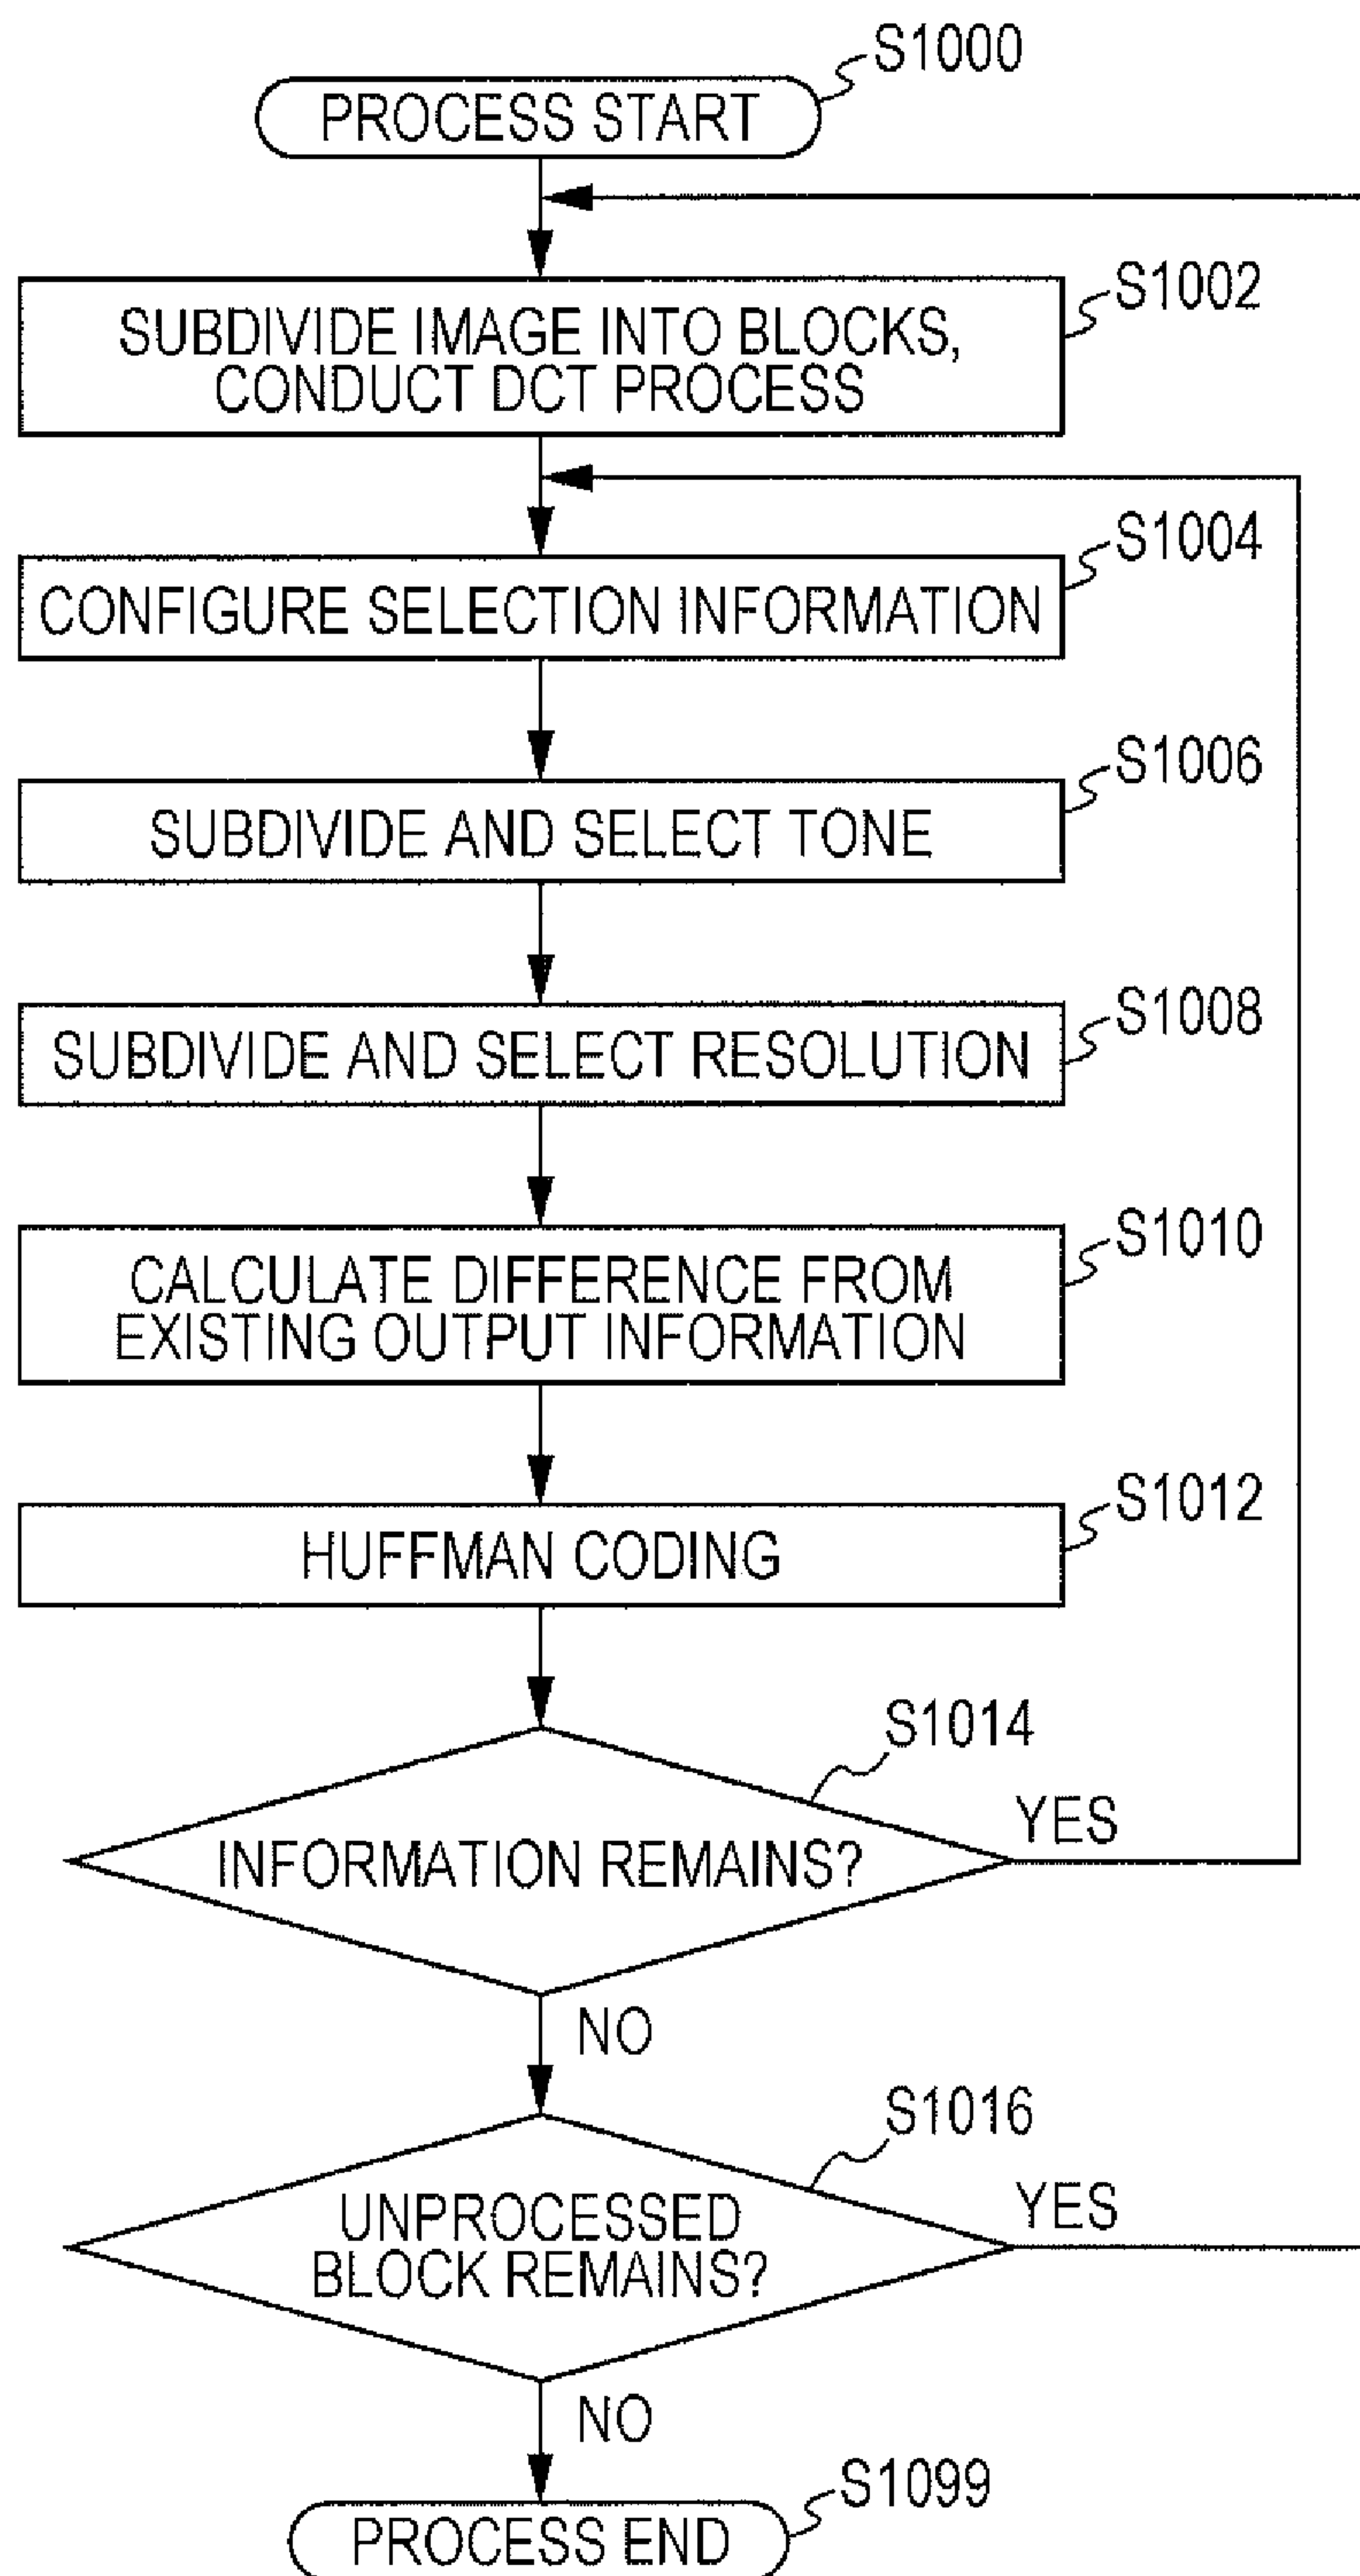 S1000
PROCESS START
S1002
SUBDIVIDE IMAGE INTO BLOCKS,
CONDUCT DCT PROCESS
S1004
CONFIGURE SELECTION INFORMATION
S1006
SUBDIVIDE AND SELECT TONE
S1008
SUBDIVIDE AND SELECT RESOLUTION
S1010
CALCULATE DIFFERENCE FROM
EXISTING OUTPUT INFORMATION
S1012
HUFFMAN CODING
S1014
YES
INFORMATION REMAINS?
NO
S1016
YES
UNPROCESSED
BLOCK REMAINS?
NO
S1099
PROCESS END